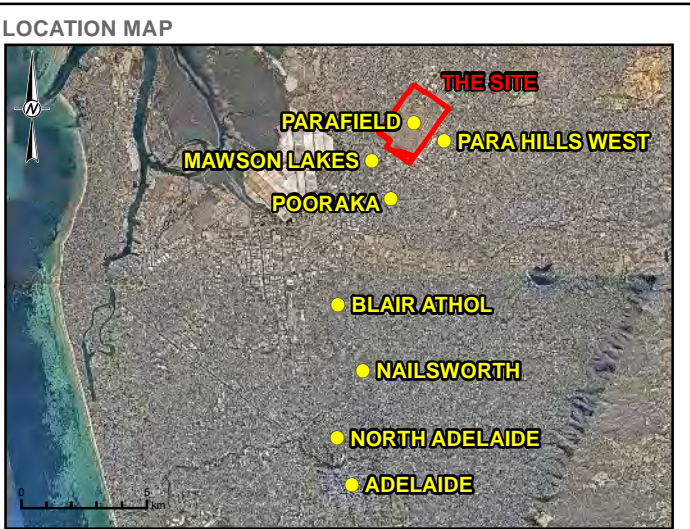 LOCATION MAP
THE SITE
N
PARAFIELD
PARA HILLS WEST
MAWSON LAKES
POORAKA
BLAIR ATHOL
NAILSWORTH
NORTH ADELAIDE
ADELAIDE
0 5
km